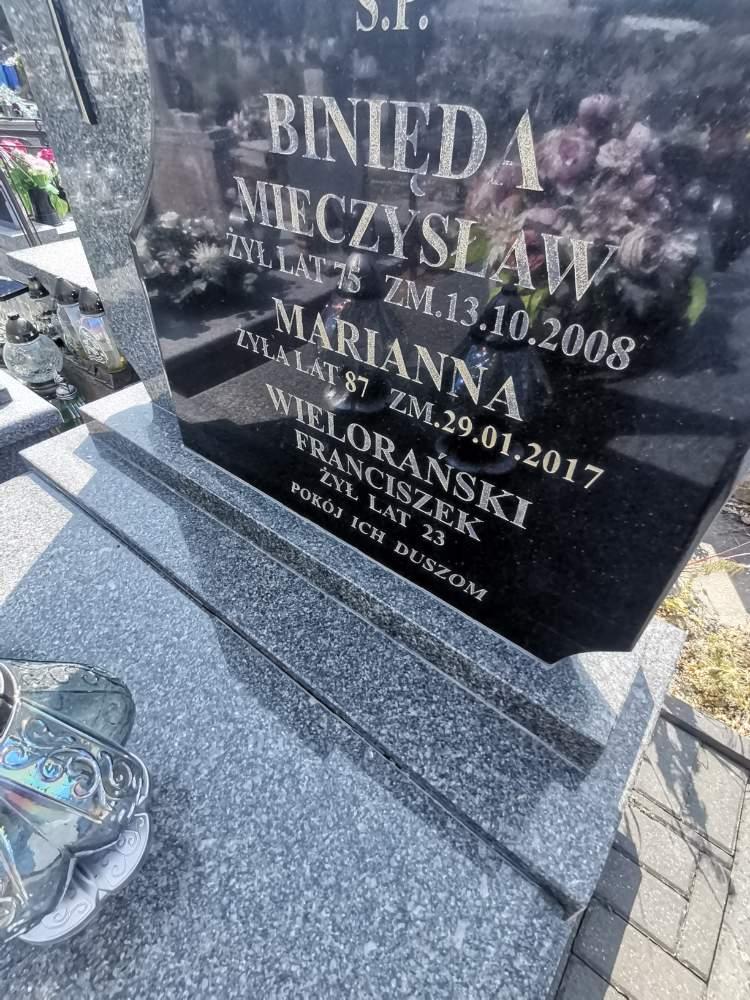 Ś.P.
BINIĘDA
MIECZYSŁAW
ŻYŁ LAT 75 ZM.13.10.2008
MARIANNA
ŻYŁA LAT 87 ZM.29.01.2017
WIELORAŃSKI
FRANCISZEK
ŻYŁ LAT 23
POKÓJ ICH DUSZOM